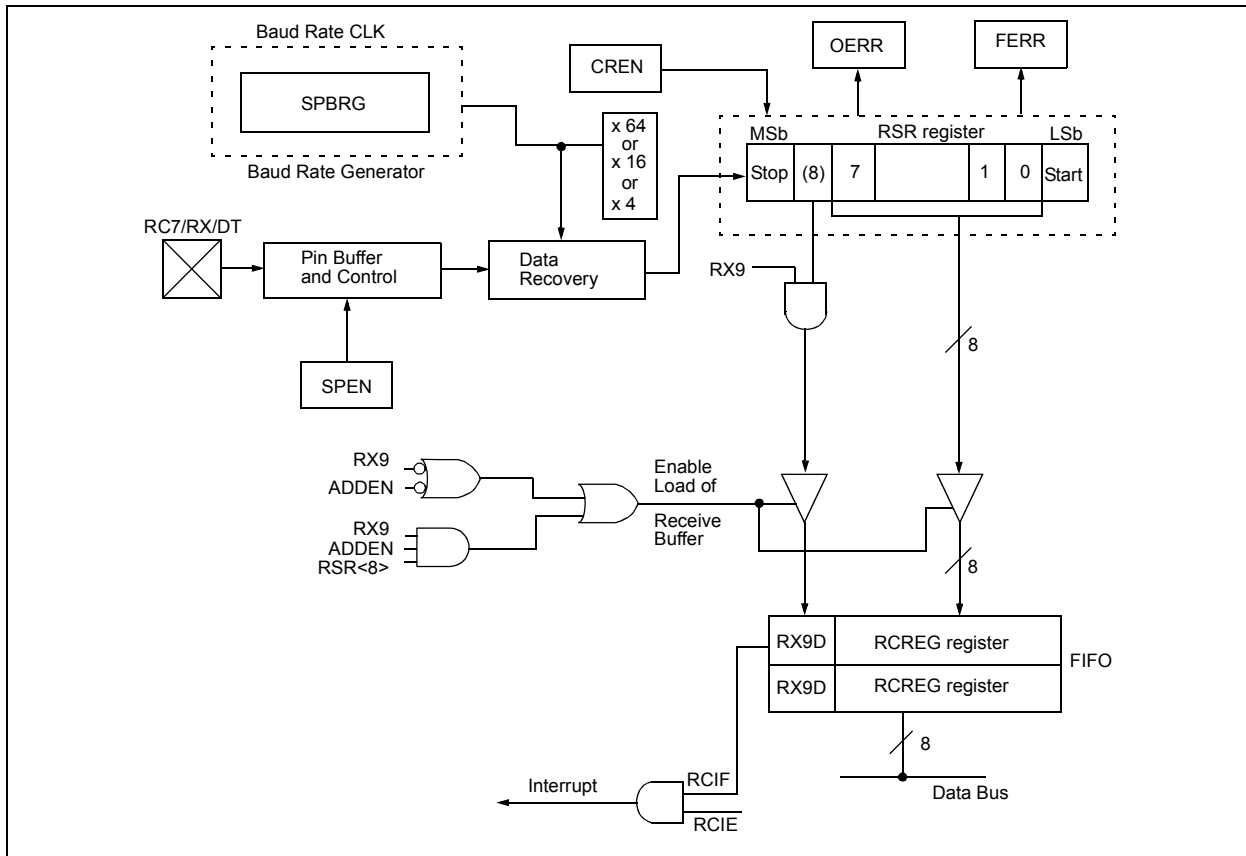 Baud Rate CLK
SPBRG
Baud Rate Generator
CREN
OERR
FERR
x 64
or
x 16
or
x 4
MSb
RSR register
LSb
Stop
(8)
7
1
0
Start
RC7/RX/DT
Pin Buffer
and Control
Data
Recovery
SPEN
RX9
8
RX9
ADDEN
RX9
ADDEN
RSR<8>
Enable
Load of
Receive
Buffer
8
RX9D
RCREG register
RX9D
RCREG register
FIFO
8
Data Bus
Interrupt
RCIF
RCIE